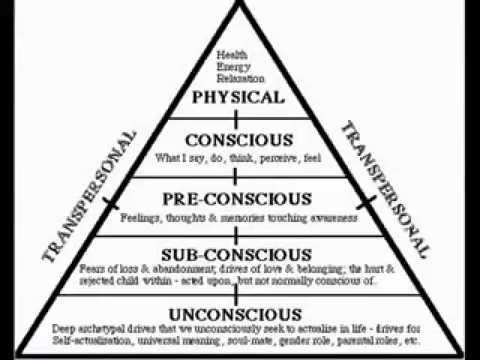 Health
Energy
Relaxation
PHYSICAL
CONSCIOUS
What I say, do, think, perceive, feel
TRANSPERSONAL
TRANSPERSONAL
PRE-CONSCIOUS
Feelings, thoughts & memories touching awareness
SUB-CONSCIOUS
Fears of loss & abandonment; drives of love & belonging; the hurt &
rejected child within - acted upon, but not normally conscious of.
UNCONSCIOUS
Deep archetypal drives that we unconsciously seek to actualise in life - drives for
Self-actualisation, universal meaning, soul-mate, gender role, parental roles, etc.